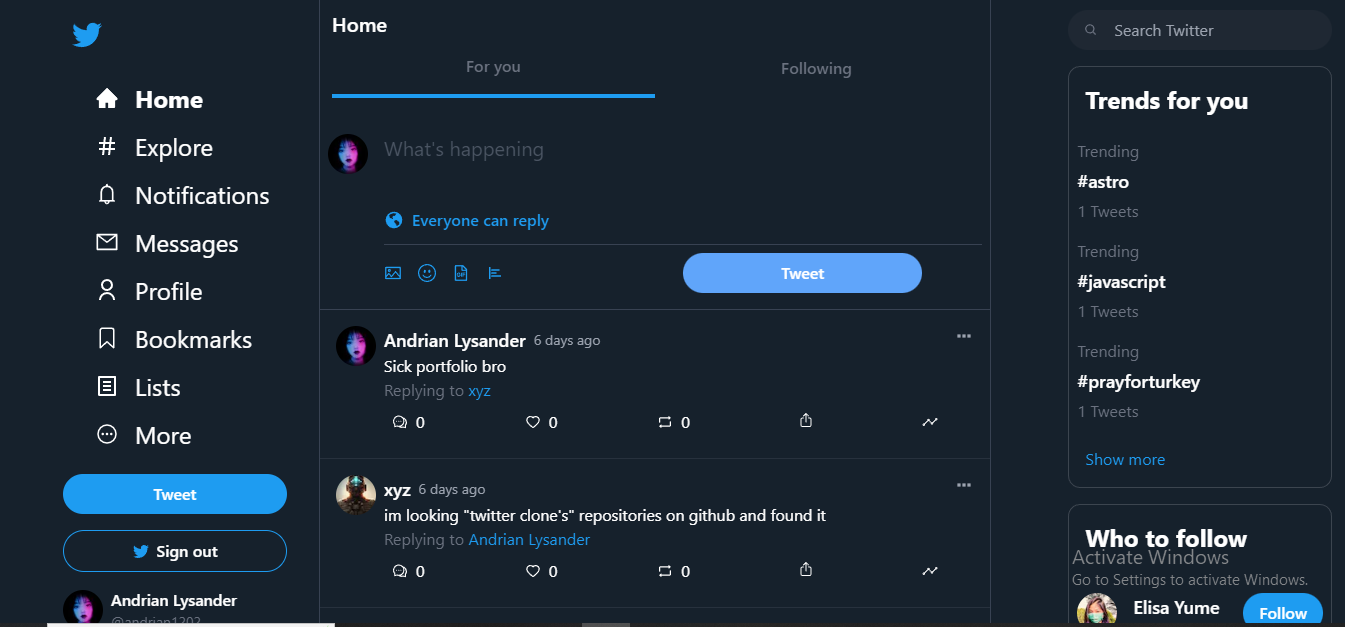 Home
Explore
Notifications
Messages
Profile
Bookmarks
Lists
More
Tweet
Sign out
Andrian Lysander
@andrian1202
Home
For you
Following
What's happening
Everyone can reply
GIF
Tweet
Andrian Lysander 6 days ago
Sick portfolio bro
Replying to xyz
0 0 0
xyz 6 days ago
im looking "twitter clone's" repositories on github and found it
Replying to Andrian Lysander
0 0 0
Search Twitter
Trends for you
Trending
#astro
1 Tweets
Trending
#javascript
1 Tweets
Trending
#prayforturkey
1 Tweets
Show more
Who to follow
Activate Windows
Go to Settings to activate Windows.
Elisa Yume
Follow